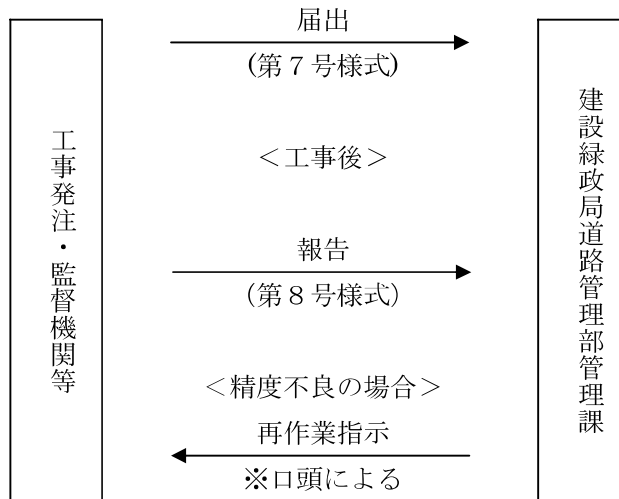 届出
(第７号様式)
＜工事後＞
報告
(第８号様式)
＜精度不良の場合＞
再作業指示
※口頭による
工事発注・監督機関等
建設緑政局道路管理部管理課